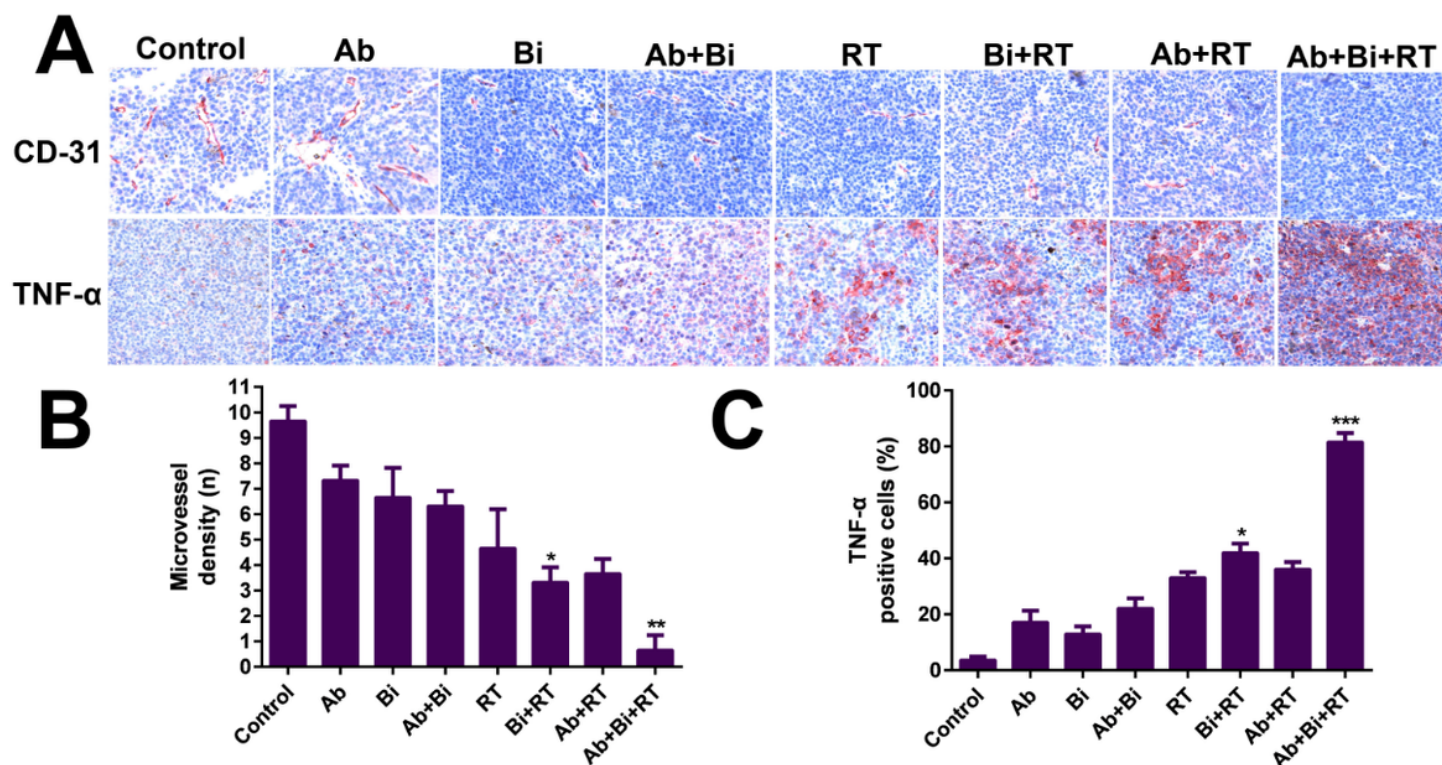 A
Control Ab Bi Ab+Bi RT Bi+RT Ab+RT Ab+Bi+RT
CD-31
TNF-α
B
Microvessel
density (n)
11
10
9
8
7
6
5
4
3
2
1
0
*
**
Control Ab Bi Ab+Bi RT Bi+RT Ab+RT Ab+Bi+RT
C
TNF-α
positive cells (%)
100
80
60
40
20
0
*
***
Control Ab Bi Ab+Bi RT Bi+RT Ab+RT Ab+Bi+RT